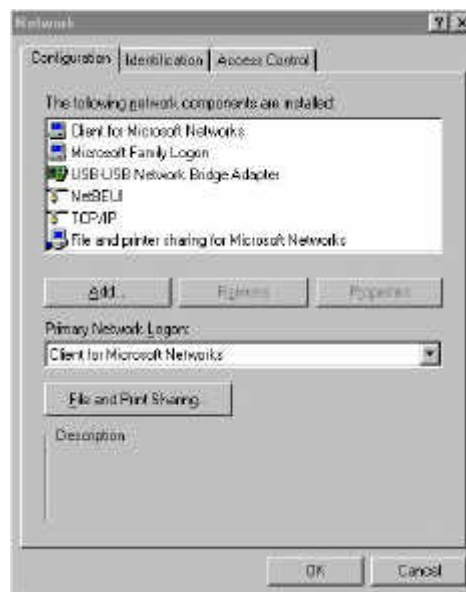 Network
Configuration Identification Access Control
The following network components are installed:
Client for Microsoft Networks
Microsoft Family Logon
USB-USB Network Bridge Adapter
NetBEUI
TCP/IP
File and printer sharing for Microsoft Networks
Add... Remove Properties
Primary Network Logon:
Client for Microsoft Networks
File and Print Sharing...
Description
OK Cancel